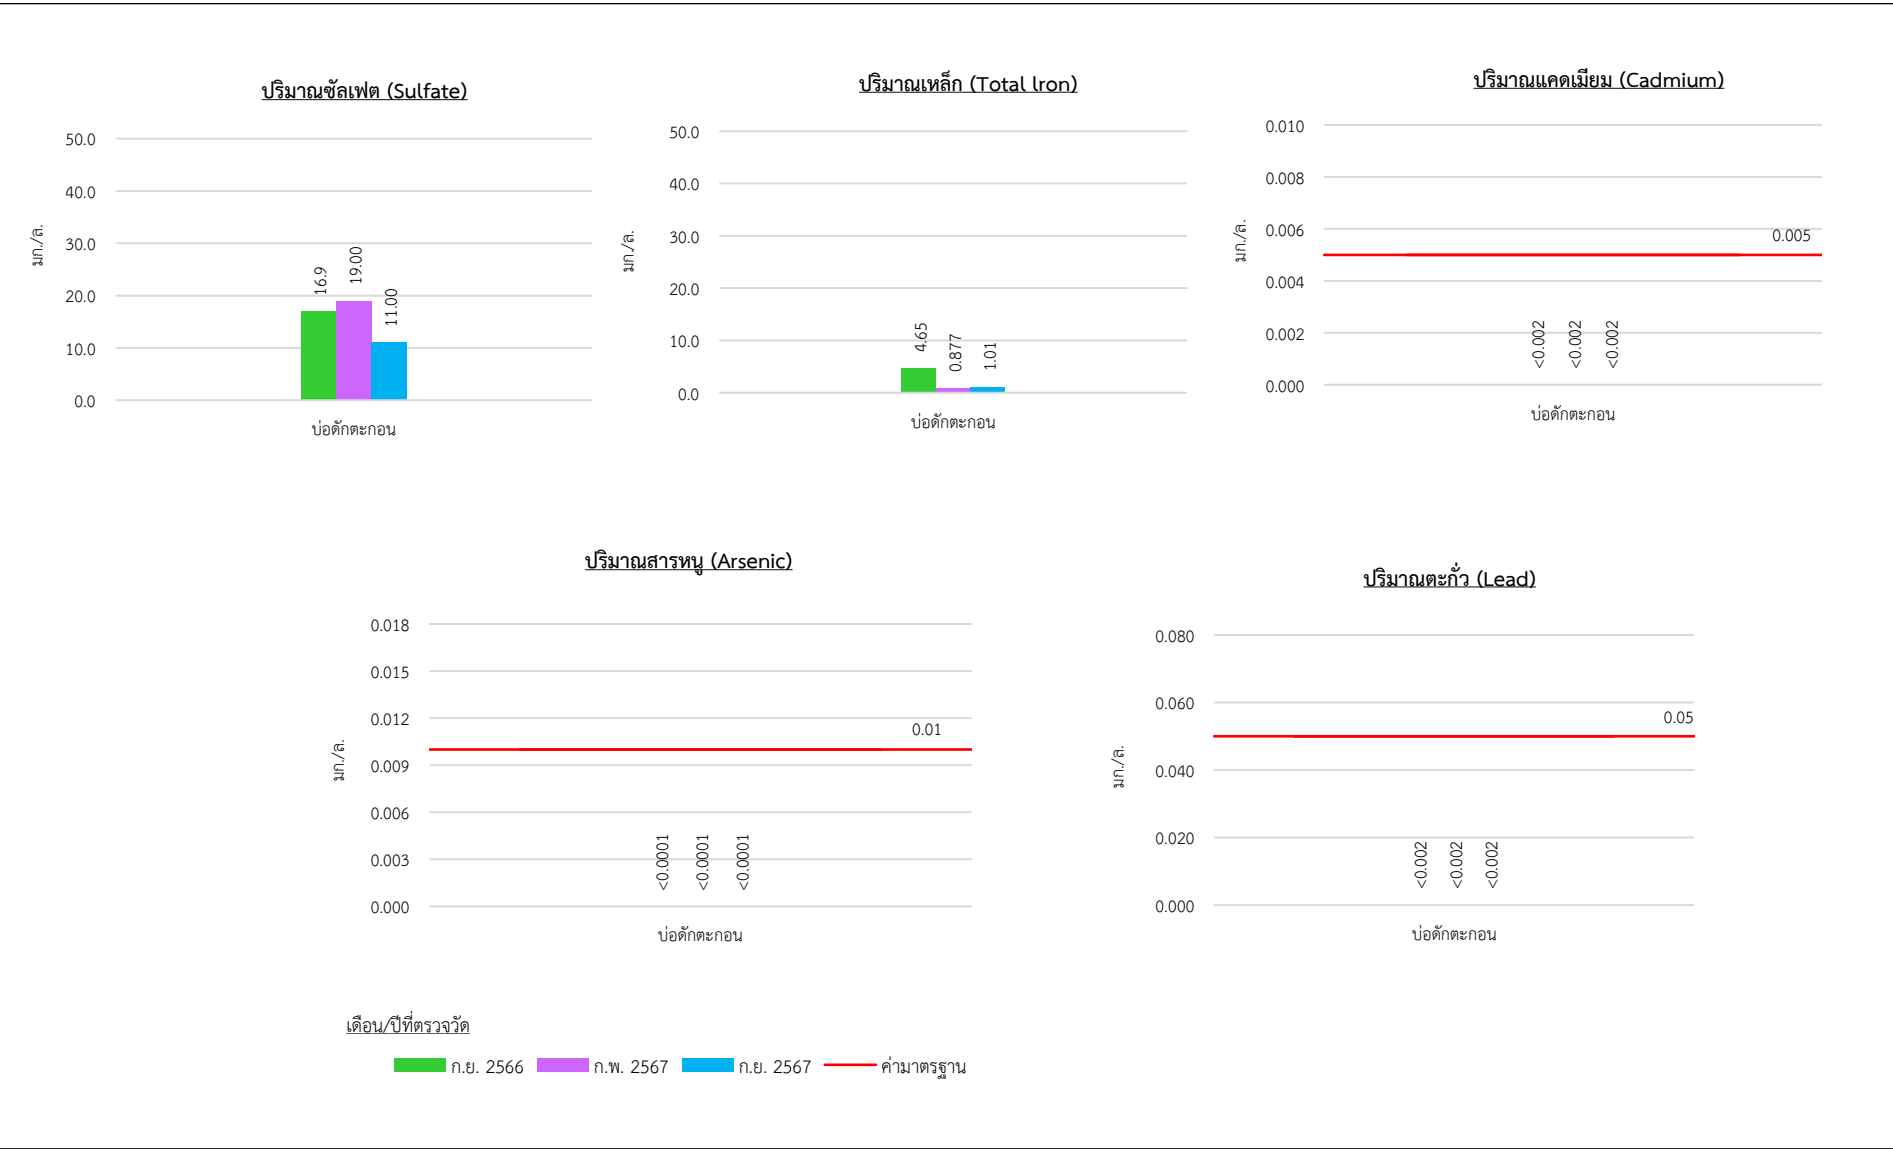 ปริมาณซัลเฟต (Sulfate)
50.0
40.0
30.0
20.0
10.0
0.0
มก./ล.
16.9
19.00
11.00
บ่อดักตะกอน
ปริมาณเหล็ก (Total lron)
50.0
40.0
30.0
20.0
10.0
0.0
มก./ล.
4.65
0.877
1.01
บ่อดักตะกอน
ปริมาณแคดเมียม (Cadmium)
0.010
0.008
0.006
0.004
0.002
0.000
มก./ล.
0.005
<0.002
<0.002
<0.002
บ่อดักตะกอน
ปริมาณสารหนู (Arsenic)
0.018
0.015
0.012
0.009
0.006
0.003
0.000
มก./ล.
0.01
<0.0001
<0.0001
<0.0001
บ่อดักตะกอน
ปริมาณตะกั่ว (Lead)
0.080
0.060
0.040
0.020
0.000
มก./ล.
0.05
<0.002
<0.002
<0.002
บ่อดักตะกอน
เดือน/ปีที่ตรวจวัด
ก.ย. 2566 ก.พ. 2567 ก.ย. 2567 ค่ามาตรฐาน